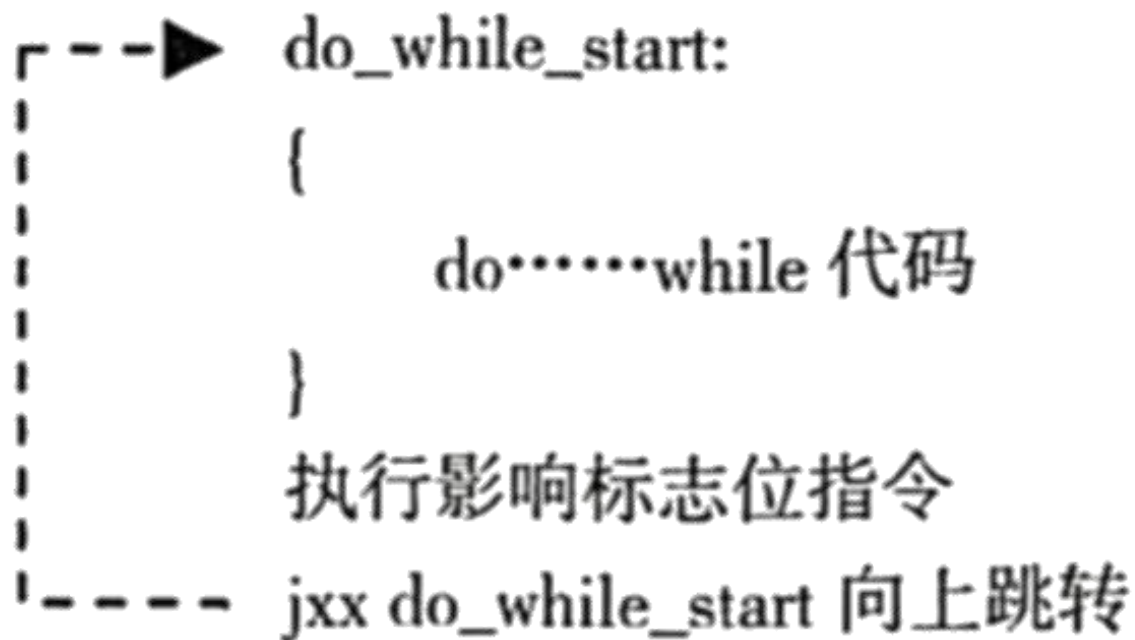 do_while_start:
{
do……while 代码
}
执行影响标志位指令
jxx do_while_start 向上跳转